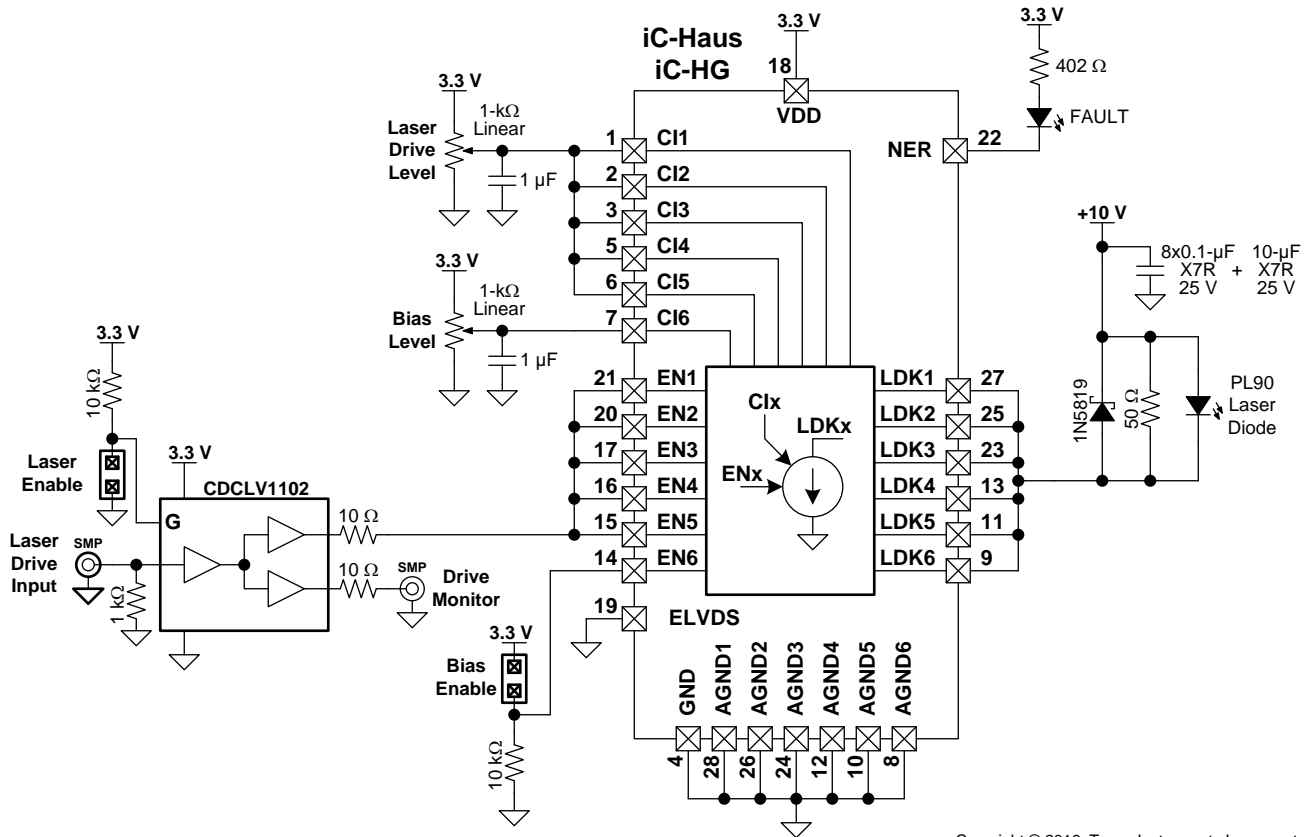 iC-Haus
iC-HG
3.3 V
18
VDD
3.3 V
402 Ω
FAULT
NER
22
3.3 V
1-kΩ
Linear
Laser
Drive
Level
1 µF
1
CI1
2
CI2
3
CI3
5
CI4
6
CI5
7
CI6
3.3 V
1-kΩ
Linear
Bias
Level
1 µF
+10 V
8x0.1-µF
X7R
25 V
+
10-µF
X7R
25 V
1N5819
50 Ω
PL90
Laser
Diode
21
EN1
20
EN2
17
EN3
16
EN4
15
EN5
14
EN6
19
ELVDS
CIx
LDKx
ENx
LDK1
27
LDK2
25
LDK3
23
LDK4
13
LDK5
11
LDK6
9
3.3 V
10 kΩ
Laser
Enable
3.3 V
CDCLV1102
G
Laser
Drive
Input
SMP
1 kΩ
10 Ω
10 Ω
SMP
Drive
Monitor
3.3 V
Bias
Enable
10 kΩ
GND
AGND1
AGND2
AGND3
AGND4
AGND5
AGND6
4
28
26
24
12
10
8